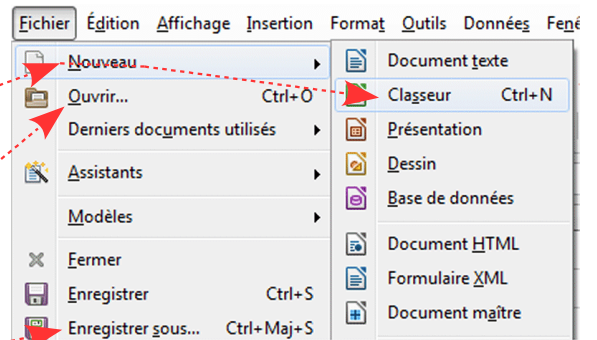 Fichier Édition Affichage Insertion Format Outils Données
Nouveau
Ouvrir... Ctrl+O
Derniers documents utilisés
Assistants
Modèles
Fermer
Enregistrer Ctrl+S
Enregistrer sous... Ctrl+Maj+S
Document texte
Classeur Ctrl+N
Présentation
Dessin
Base de données
Document HTML
Formulaire XML
Document maître